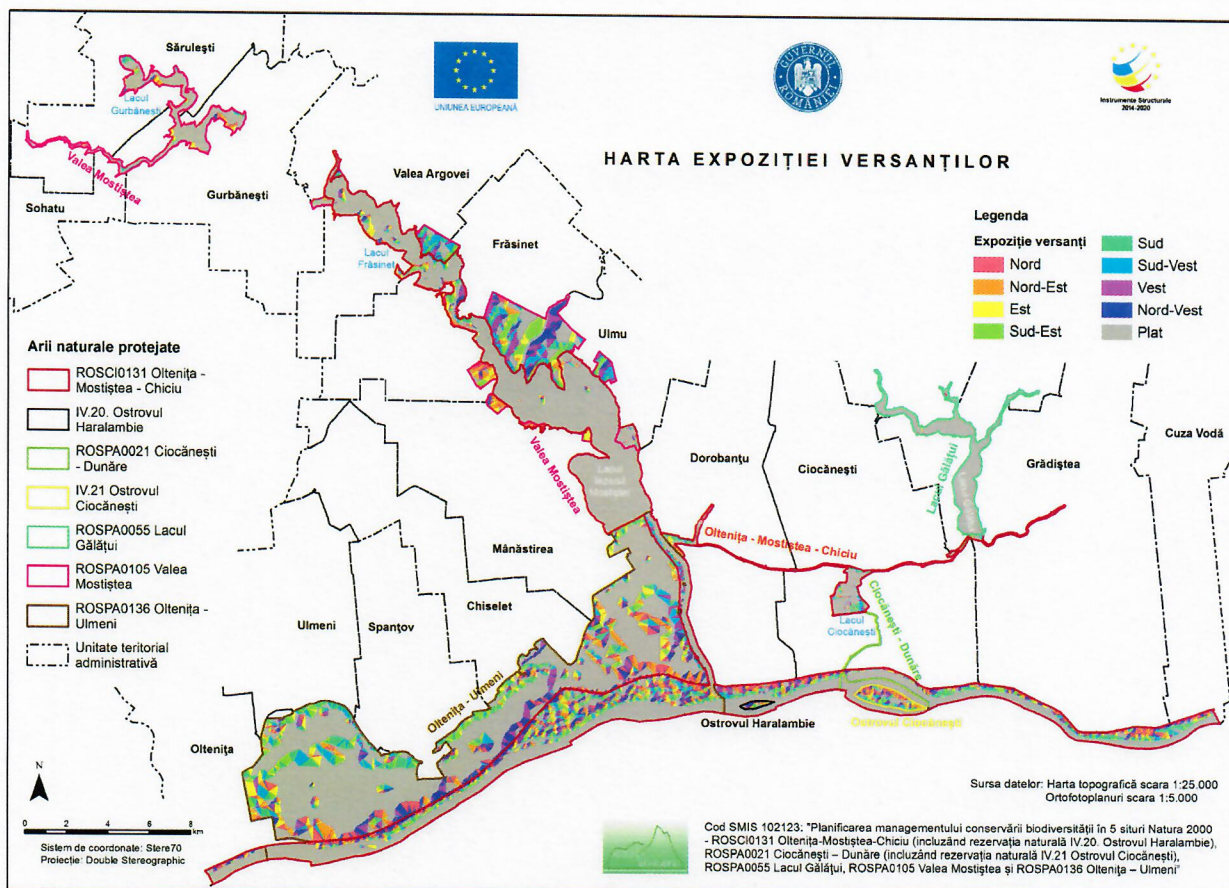 Sărulești
Lacul
Gurbănești
Valea Mostiștea
Sohatu
Gurbănești
UNIUNEA EUROPEANĂ
GUVERNUL ROMÂNIEI
Instrumente Structurale
2014-2020
HARTA EXPOZIȚIEI VERSANȚILOR
Valea Argovei
Lacul
Frăsinet
Frăsinet
Ulmu
Legenda
Expoziție versanți
Nord
Nord-Est
Est
Sud-Est
Sud
Sud-Vest
Vest
Nord-Vest
Plat
Arii naturale protejate
ROSCI0131 Oltenița -
Mostiștea - Chiciu
IV.20. Ostrovul
Haralambie
ROSPA0021 Ciocănești
- Dunăre
IV.21 Ostrovul
Ciocănești
ROSPA0055 Lacul
Gălățui
ROSPA0105 Valea
Mostiștea
ROSPA0136 Oltenița -
Ulmeni
Unitate teritorial
administrativă
Valea Mostiștea
Lacul
Iezerul
Mostiștei
Dorobanțu
Ciocănești
Lacul Gălățui
Grădiștea
Cuza Vodă
Mânăstirea
Oltenița - Mostiștea - Chiciu
Chiselet
Ulmeni
Spanțov
Lacul
Ciocănești
Ciocănești - Dunăre
Oltenița - Ulmeni
Oltenița
Ostrovul Haralambie
Ostrovul Ciocănești
N
0 2 4 6 8
km
Sistem de coordonate: Stere70
Proiecție: Double Stereographic
Sursa datelor: Harta topografică scara 1:25.000
Ortofotoplanuri scara 1:5.000
Cod SMIS 102123: "Planificarea managementului conservării biodiversității în 5 situri Natura 2000
- ROSCI0131 Oltenița-Mostiștea-Chiciu (incluzând rezervația naturală IV.20. Ostrovul Haralambie),
ROSPA0021 Ciocănești – Dunăre (incluzând rezervația naturală IV.21 Ostrovul Ciocănești),
ROSPA0055 Lacul Gălățui, ROSPA0105 Valea Mostiștea și ROSPA0136 Oltenița – Ulmeni"